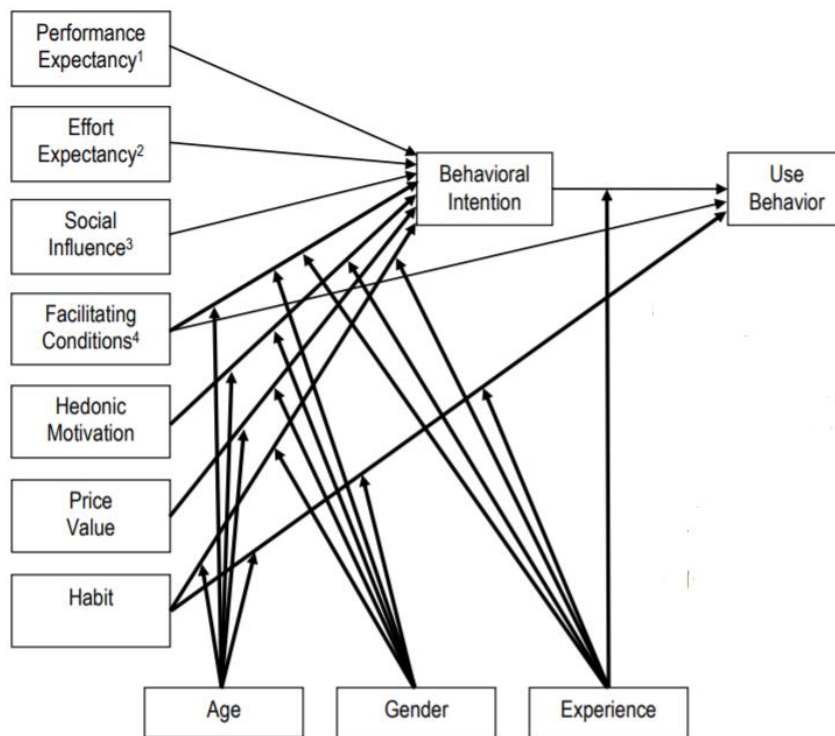 Performance
Expectancy¹
Effort
Expectancy²
Social
Influence³
Facilitating
Conditions⁴
Hedonic
Motivation
Price
Value
Habit
Behavioral
Intention
Use
Behavior
Age
Gender
Experience